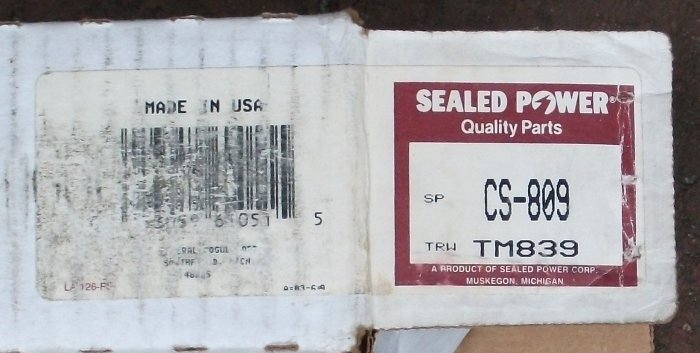 MADE IN USA
5
SEALED POWER®
Quality Parts
SP CS-809
TRW TM839
A PRODUCT OF SEALED POWER CORP.
MUSKEGON, MICHIGAN